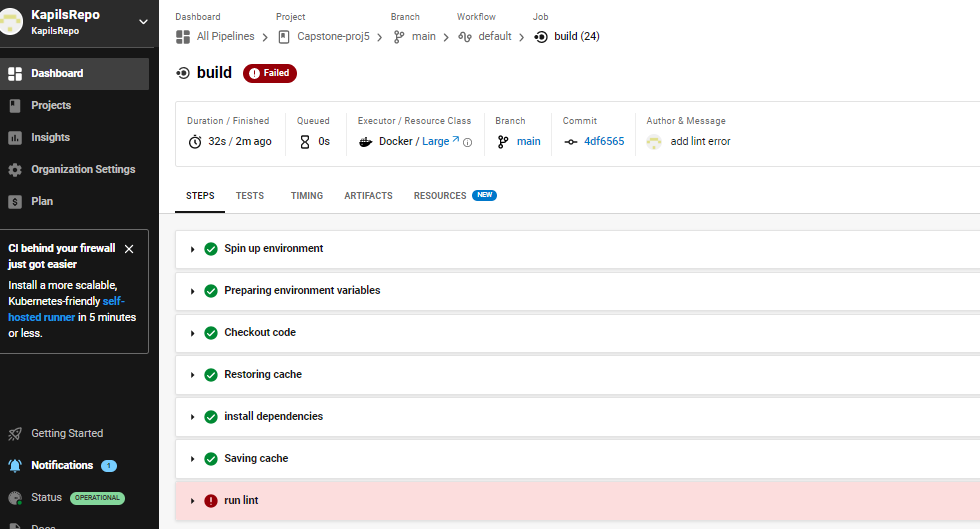 KapilsRepo
KapilsRepo
Dashboard
Projects
Insights
Organization Settings
$ Plan
CI behind your firewall
just got easier
Install a more scalable,
Kubernetes-friendly self-
hosted runner in 5 minutes
or less.
Getting Started
Notifications 1
Status OPERATIONAL
Docs
Dashboard Project Branch Workflow Job
All Pipelines Capstone-proj5 main default build (24)
build ! Failed
Duration / Finished Queued Executor / Resource Class Branch Commit Author & Message
32s / 2m ago 0s Docker / Large main 4df6565 add lint error
STEPS TESTS TIMING ARTIFACTS RESOURCES NEW
Spin up environment
Preparing environment variables
Checkout code
Restoring cache
install dependencies
Saving cache
! run lint